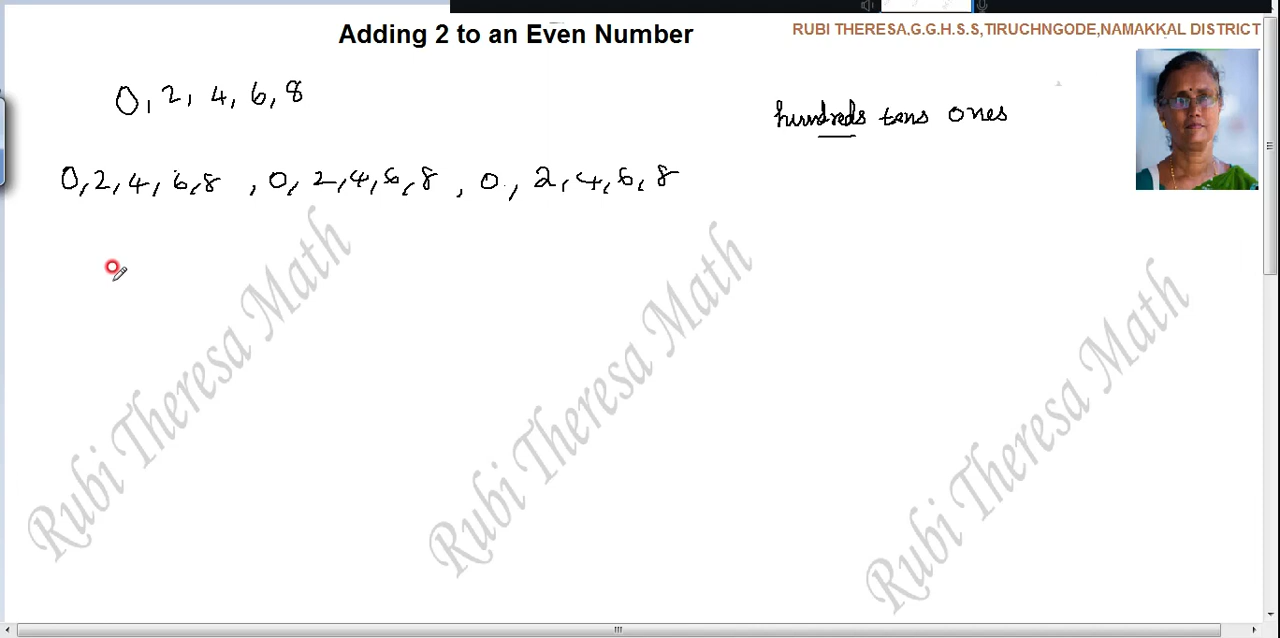 Adding 2 to an Even Number
RUBI THERESA,G.G.H.S.S,TIRUCHNGODE,NAMAKKAL DISTRICT
0, 2, 4, 6, 8
hundreds tens ones
0, 2, 4, 6, 8 , 0, 2, 4, 6, 8 , 0, 2, 4, 6, 8
Rubi Theresa Math
Rubi Theresa Math
Rubi Theresa Math